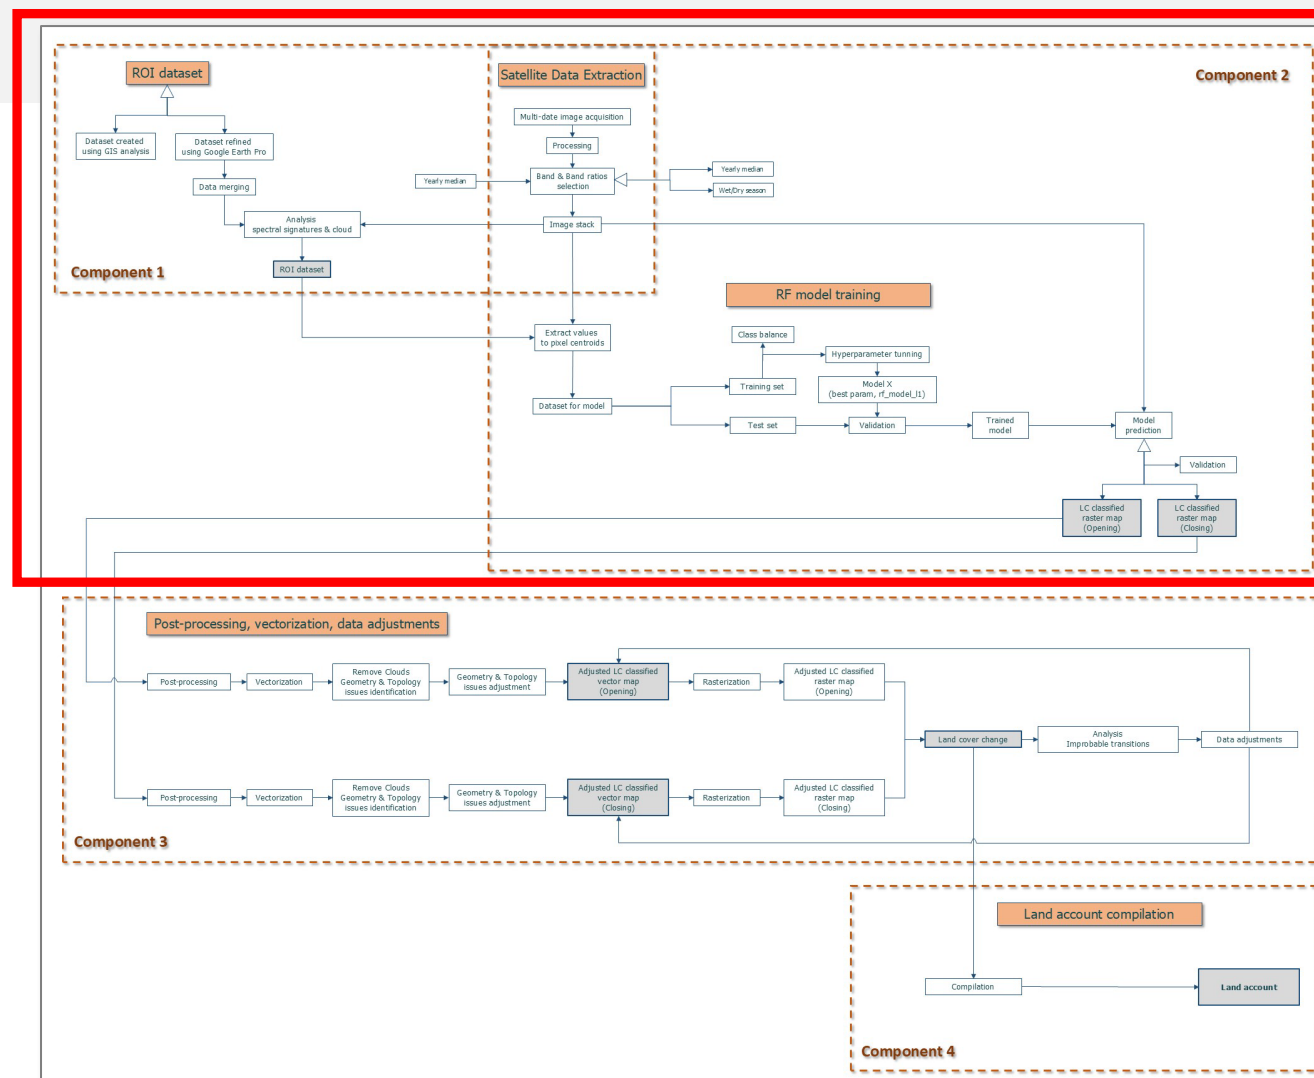 ROI dataset
Dataset created
using GIS analysis
Dataset refined
using Google Earth Pro
Data merging
Analysis
spectral signatures & cloud
ROI dataset
Component 1
Satellite Data Extraction
Component 2
Multi-date image acquisition
Processing
Yearly median
Band & Band ratios
selection
Yearly median
Wet/Dry season
Image stack
RF model training
Extract values
to pixel centroids
Class balance
Hyperparameter tunning
Training set
Model X
(best param, rf_model_l1)
Dataset for model
Test set
Validation
Trained
model
Model
prediction
Validation
LC classified
raster map
(Opening)
LC classified
raster map
(Closing)
Post-processing, vectorization, data adjustments
Post-processing
Vectorization
Remove Clouds
Geometry & Topology
issues identification
Geometry & Topology
issues adjustment
Adjusted LC classified
vector map
(Opening)
Rasterization
Adjusted LC classified
raster map
(Opening)
Land cover change
Analysis
Improbable transitions
Data adjustments
Post-processing
Vectorization
Remove Clouds
Geometry & Topology
issues identification
Geometry & Topology
issues adjustment
Adjusted LC classified
vector map
(Closing)
Rasterization
Adjusted LC classified
raster map
(Closing)
Component 3
Land account compilation
Compilation
Land account
Component 4